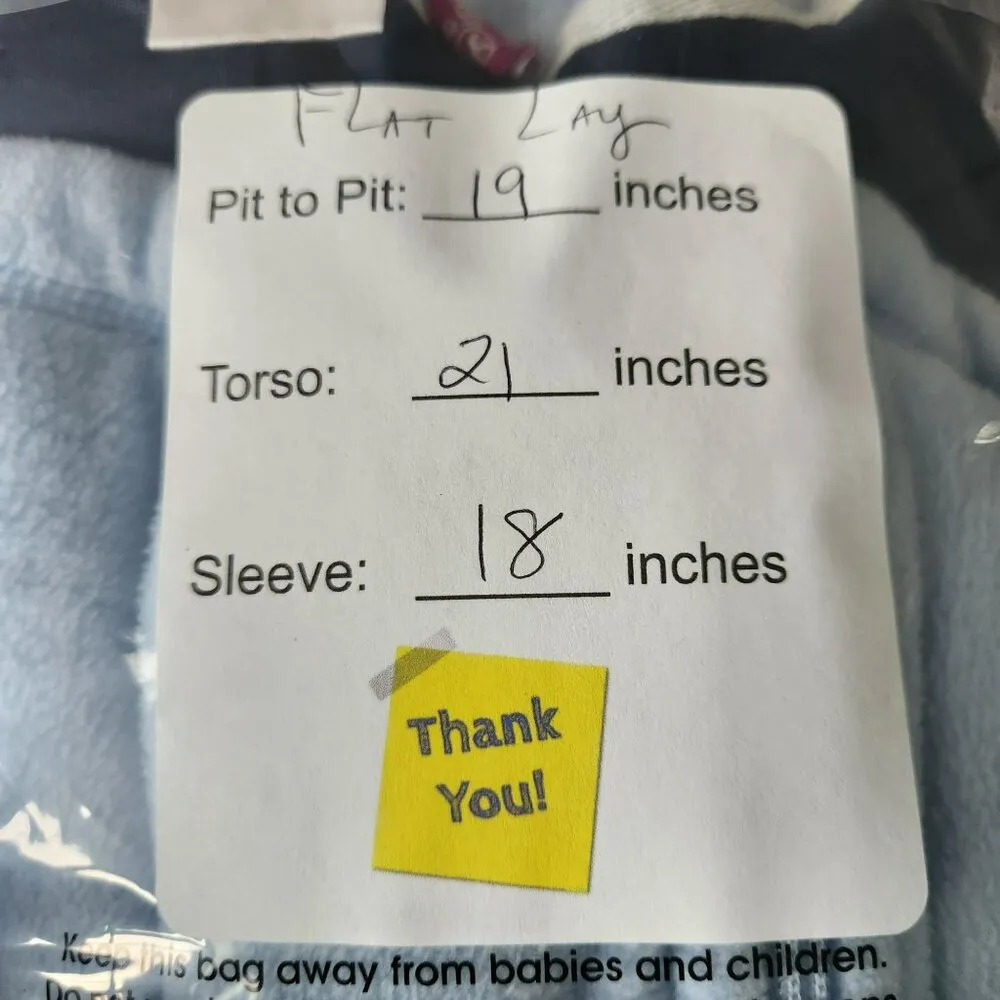 FLAT LAY
Pit to Pit: 19 inches
Torso: 21 inches
Sleeve: 18 inches
Thank
You!
Keep this bag away from babies and children.